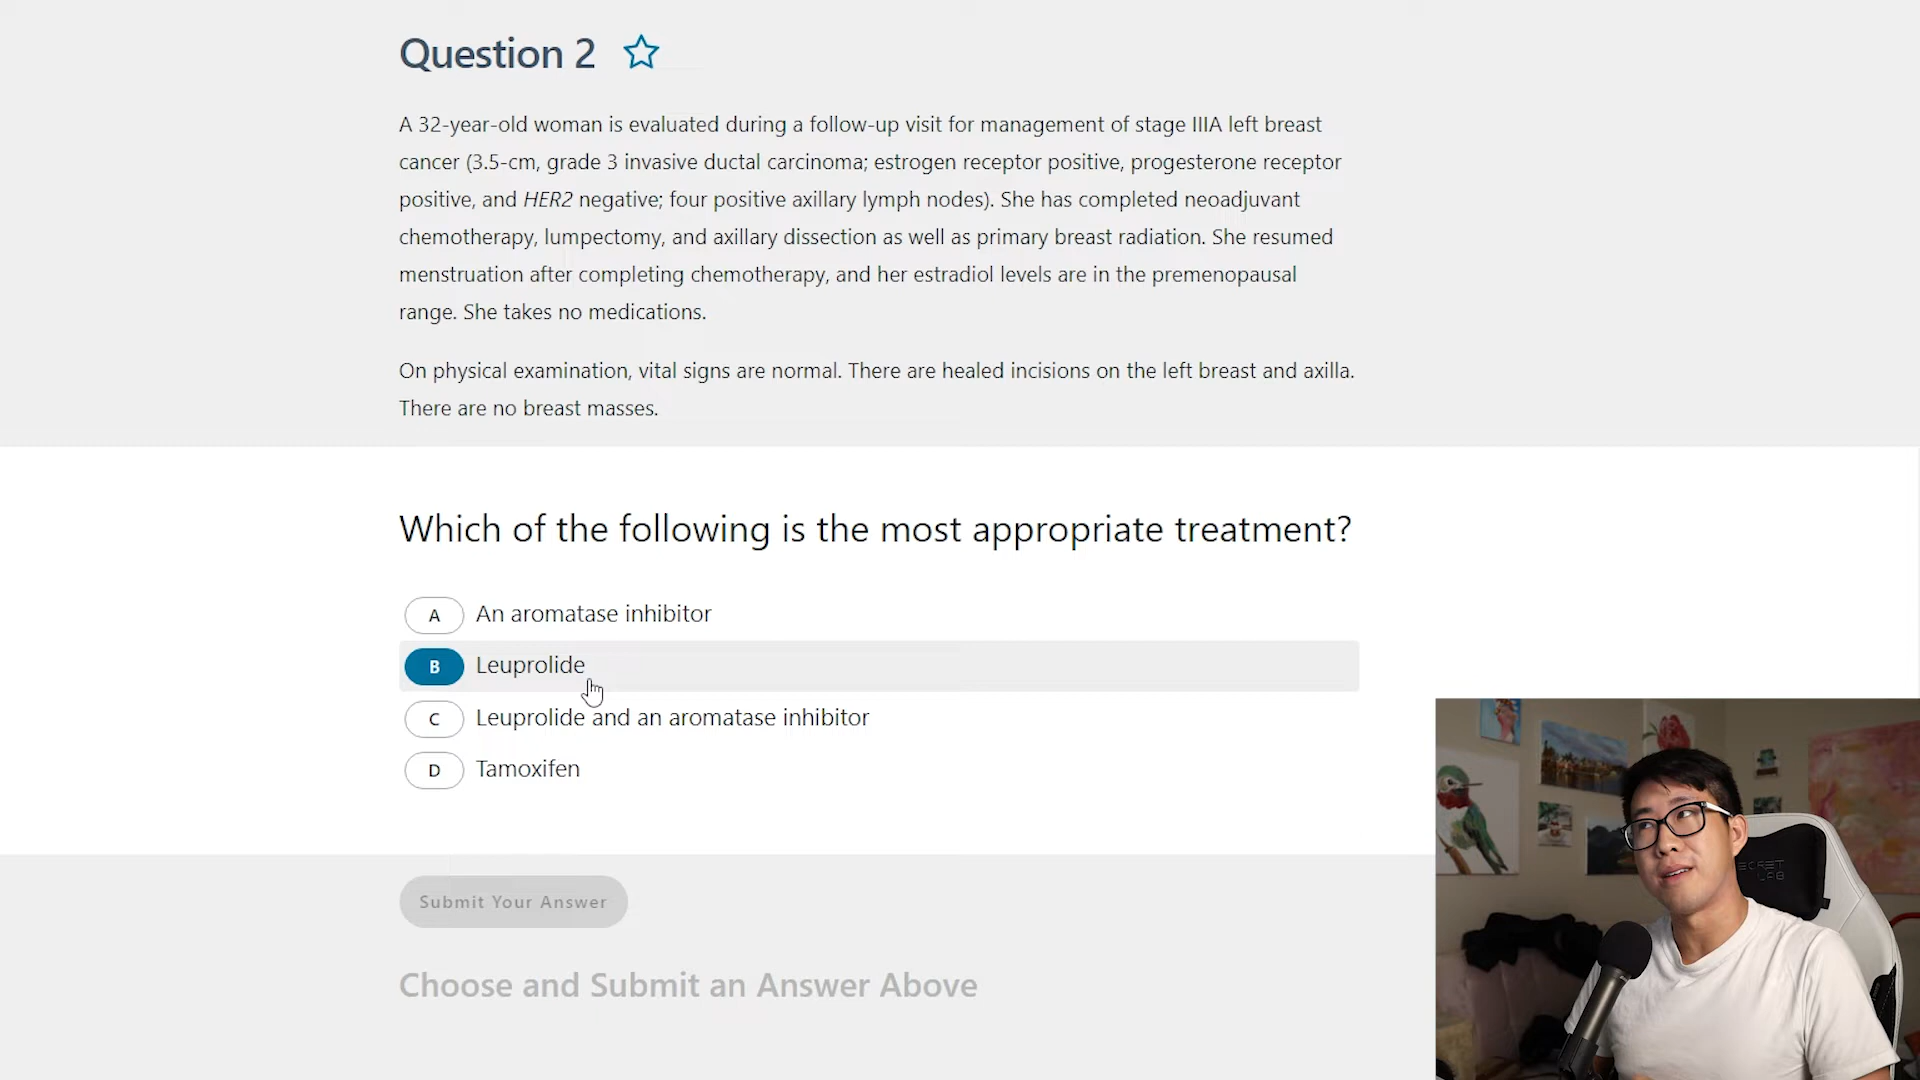 Question 2
A 32-year-old woman is evaluated during a follow-up visit for management of stage IIIA left breast
cancer (3.5-cm, grade 3 invasive ductal carcinoma; estrogen receptor positive, progesterone receptor
positive, and HER2 negative; four positive axillary lymph nodes). She has completed neoadjuvant
chemotherapy, lumpectomy, and axillary dissection as well as primary breast radiation. She resumed
menstruation after completing chemotherapy, and her estradiol levels are in the premenopausal
range. She takes no medications.
On physical examination, vital signs are normal. There are healed incisions on the left breast and axilla.
There are no breast masses.
Which of the following is the most appropriate treatment?
A An aromatase inhibitor
B Leuprolide
C Leuprolide and an aromatase inhibitor
D Tamoxifen
Submit Your Answer
Choose and Submit an Answer Above